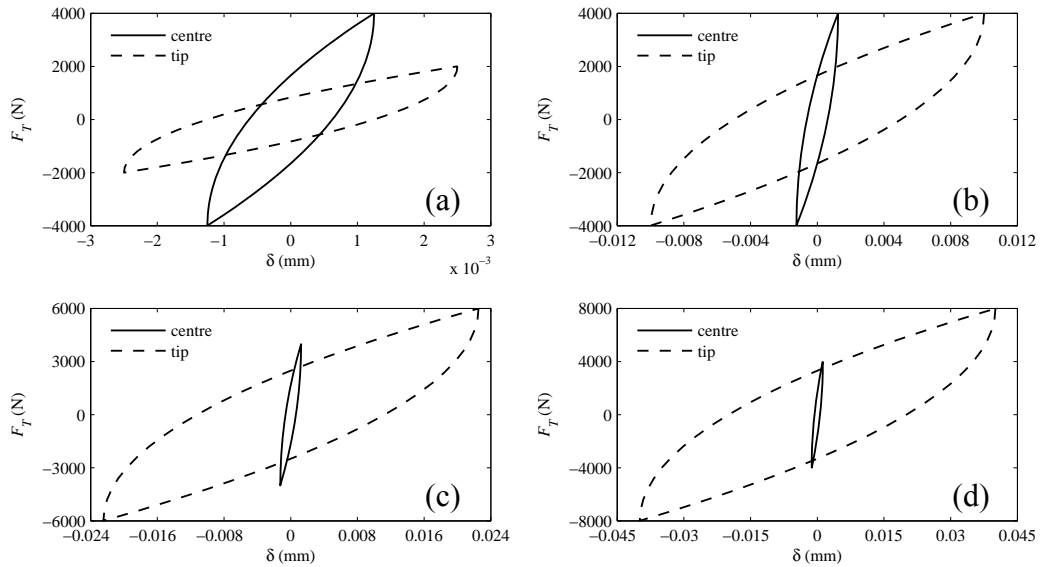 4000
2000
0
−2000
−4000
F_T (N)
centre
tip
(a)
−3 −2 −1 0 1 2 3
δ (mm)
x 10⁻³
4000
2000
0
−2000
−4000
F_T (N)
centre
tip
(b)
−0.012 −0.008 −0.004 0 0.004 0.008 0.012
δ (mm)
6000
3000
0
−3000
−6000
F_T (N)
centre
tip
(c)
−0.024 −0.016 −0.008 0 0.008 0.016 0.024
δ (mm)
8000
4000
0
−4000
−8000
F_T (N)
centre
tip
(d)
−0.045 −0.03 −0.015 0 0.015 0.03 0.045
δ (mm)